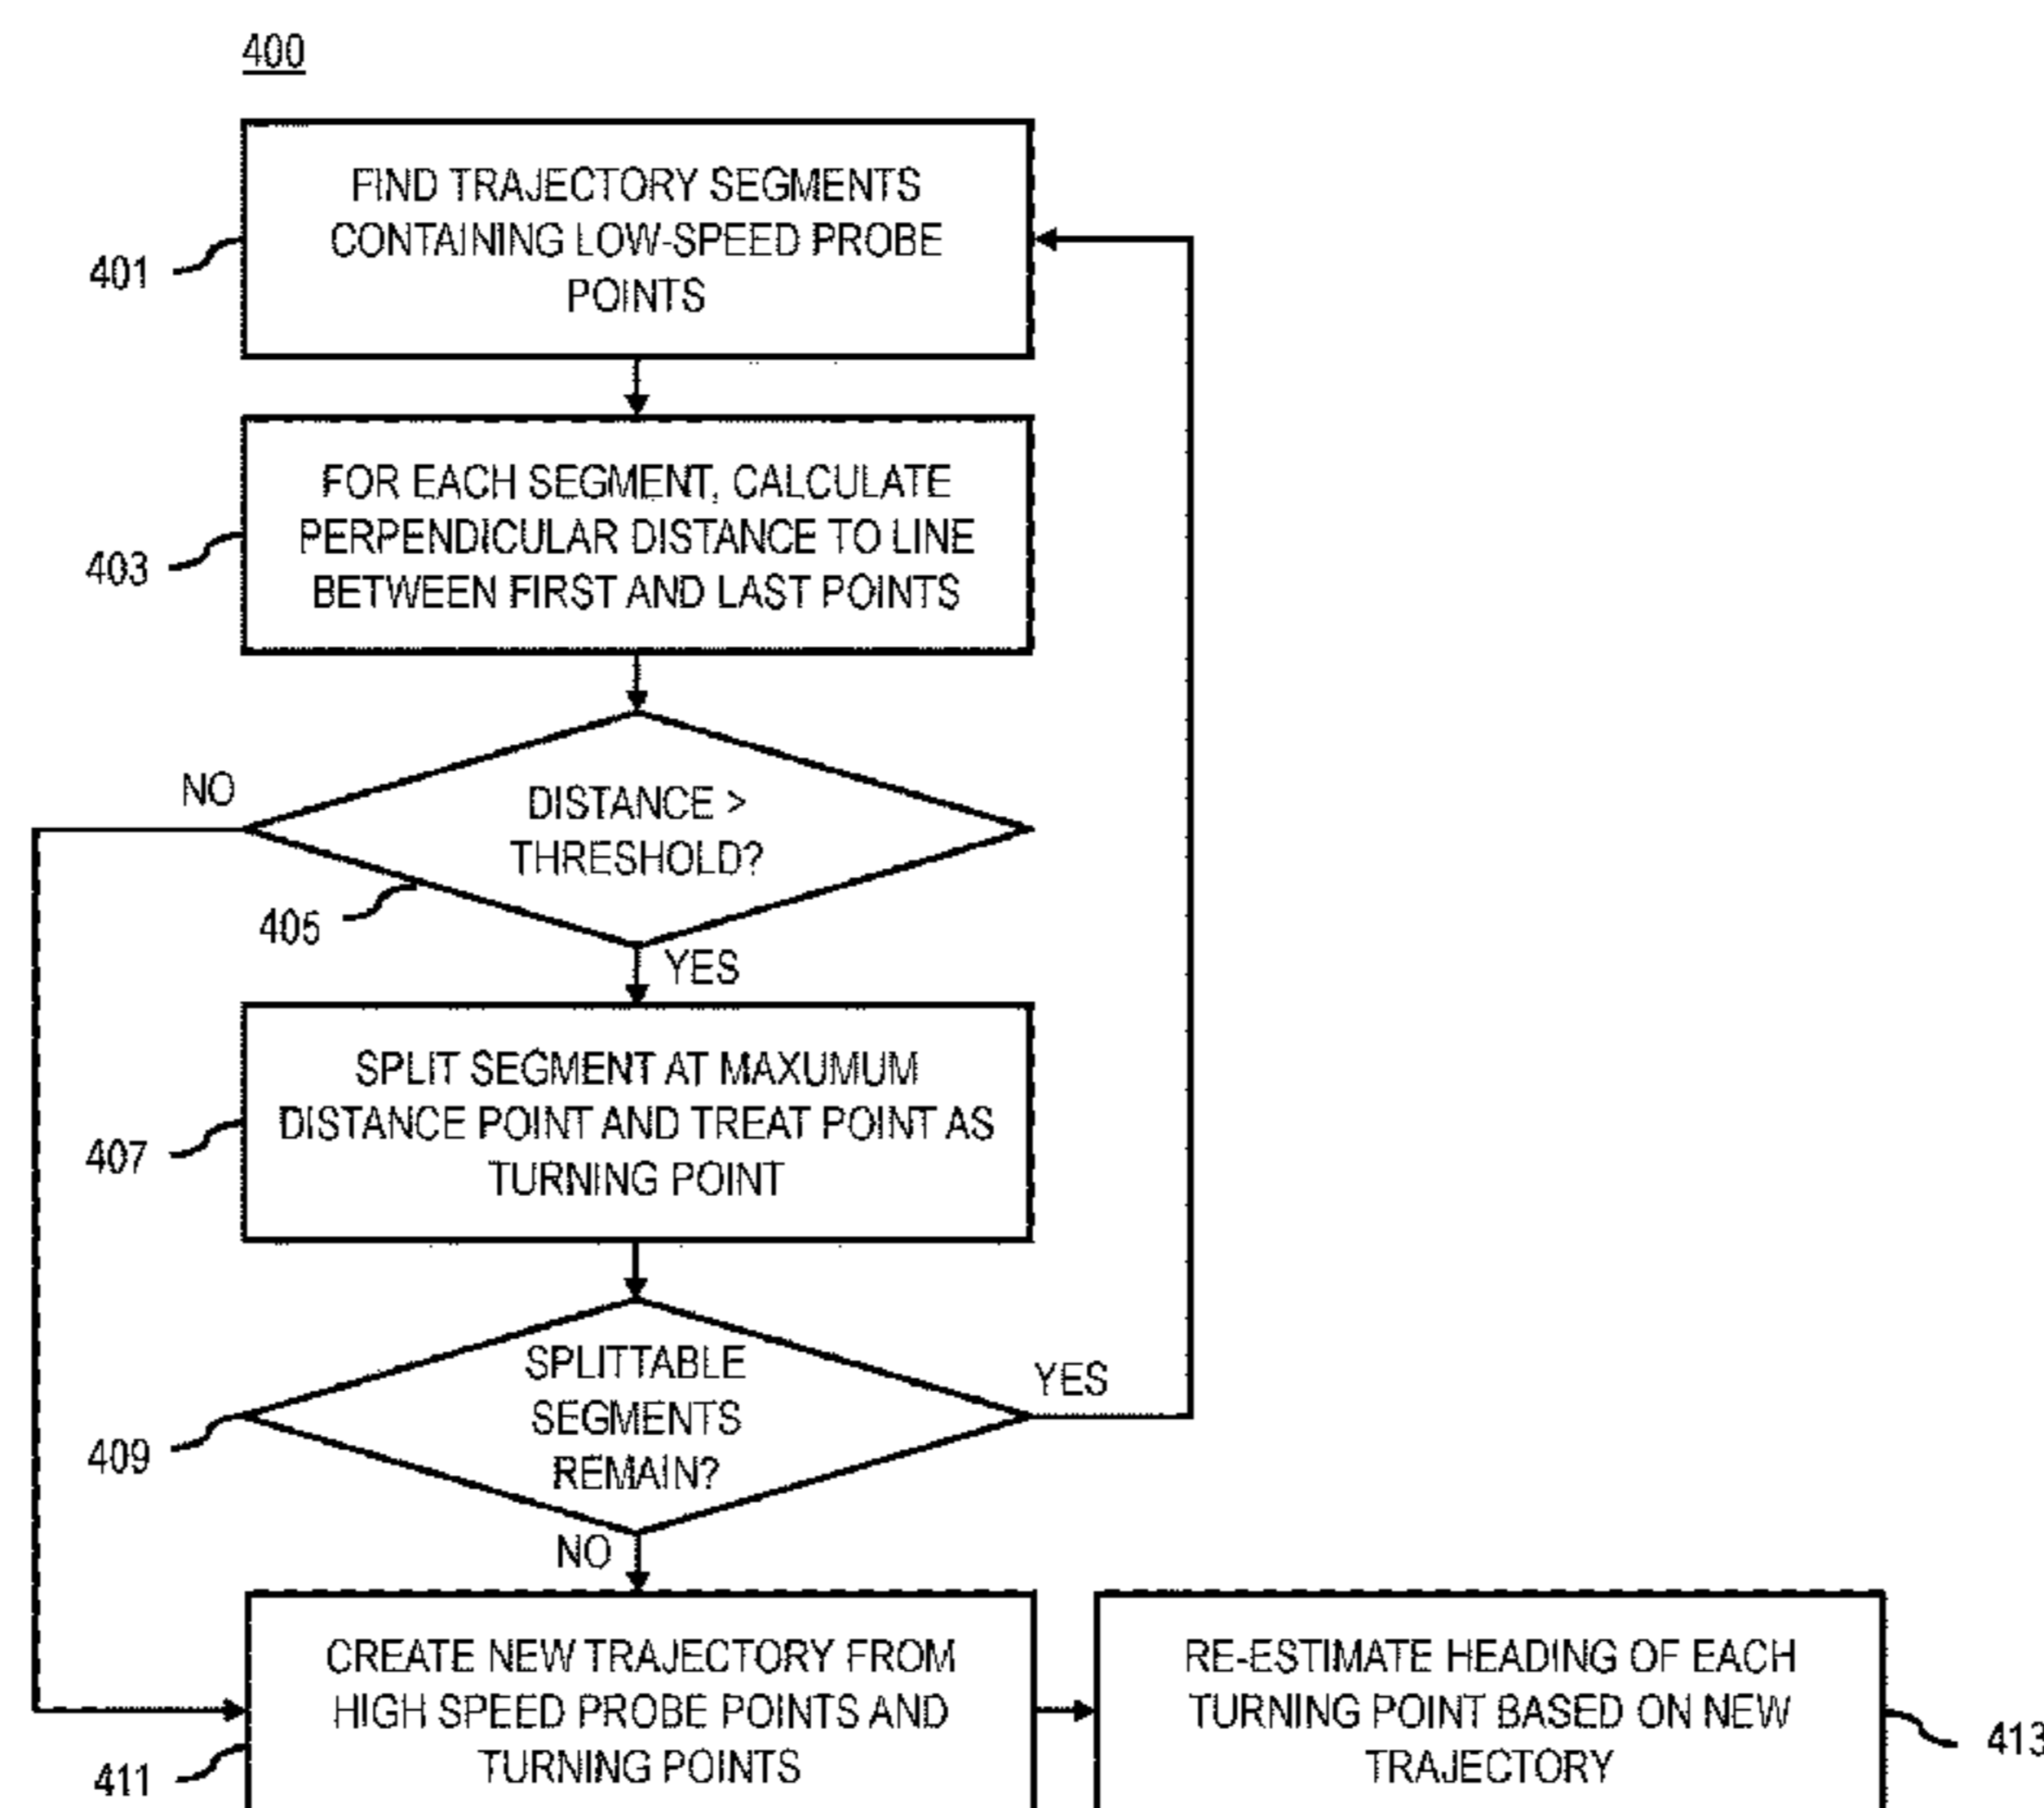 400
FIND TRAJECTORY SEGMENTS
CONTAINING LOW-SPEED PROBE
POINTS
401
FOR EACH SEGMENT, CALCULATE
PERPENDICULAR DISTANCE TO LINE
BETWEEN FIRST AND LAST POINTS
403
NO
DISTANCE >
THRESHOLD?
405
YES
SPLIT SEGMENT AT MAXUMUM
DISTANCE POINT AND TREAT POINT AS
TURNING POINT
407
SPLITTABLE
SEGMENTS
REMAIN?
YES
409
NO
CREATE NEW TRAJECTORY FROM
HIGH SPEED PROBE POINTS AND
TURNING POINTS
411
RE-ESTIMATE HEADING OF EACH
TURNING POINT BASED ON NEW
TRAJECTORY
413